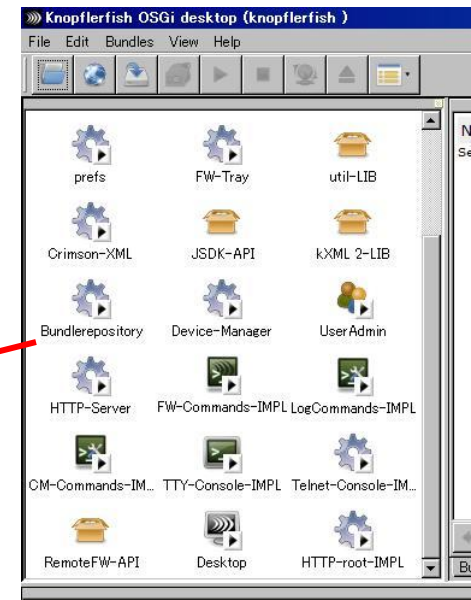 Knopflerfish OSGi desktop (knopflerfish )
File Edit Bundles View Help
prefs FW-Tray util-LIB
Crimson-XML JSDK-API kXML 2-LIB
Bundlerepository Device-Manager UserAdmin
HTTP-Server FW-Commands-IMPL LogCommands-IMPL
CM-Commands-IM... TTY-Console-IMPL Telnet-Console-IM...
RemoteFW-API Desktop HTTP-root-IMPL
N
Se
Bu